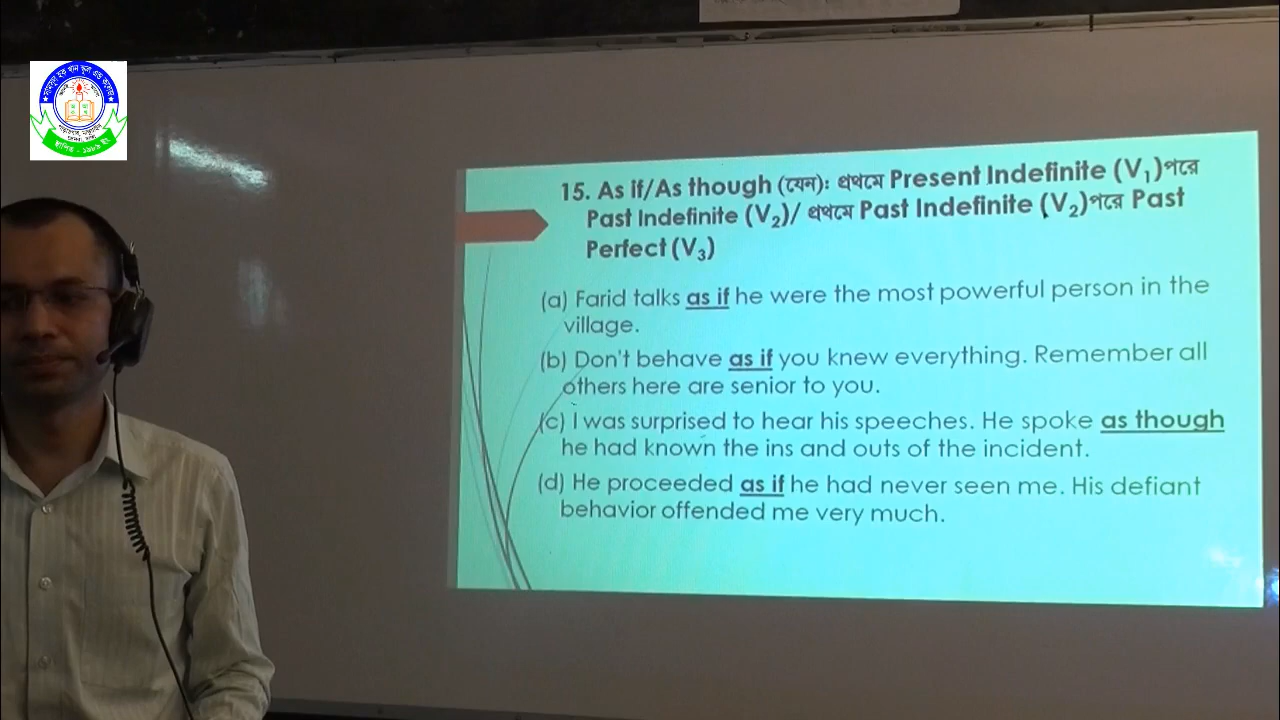 15. As if/As though (যেন): প্রথমে Present Indefinite (V₁)পরে
Past Indefinite (V₂)/ প্রথমে Past Indefinite (V₂)পরে Past
Perfect (V₃)
(a) Farid talks as if he were the most powerful person in the
village.
(b) Don't behave as if you knew everything. Remember all
others here are senior to you.
(c) I was surprised to hear his speeches. He spoke as though
he had known the ins and outs of the incident.
(d) He proceeded as if he had never seen me. His defiant
behavior offended me very much.